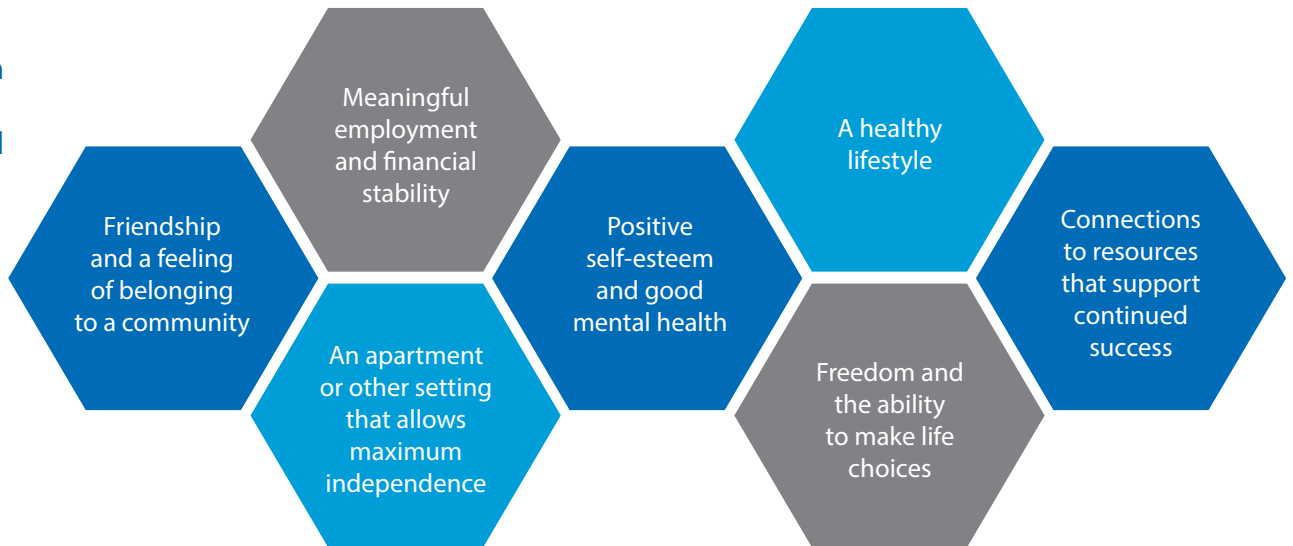 Meaningful
employment
and financial
stability
A healthy
lifestyle
Friendship
and a feeling
of belonging
to a community
Positive
self-esteem
and good
mental health
Connections
to resources
that support
continued
success
An apartment
or other setting
that allows
maximum
independence
Freedom and
the ability
to make life
choices